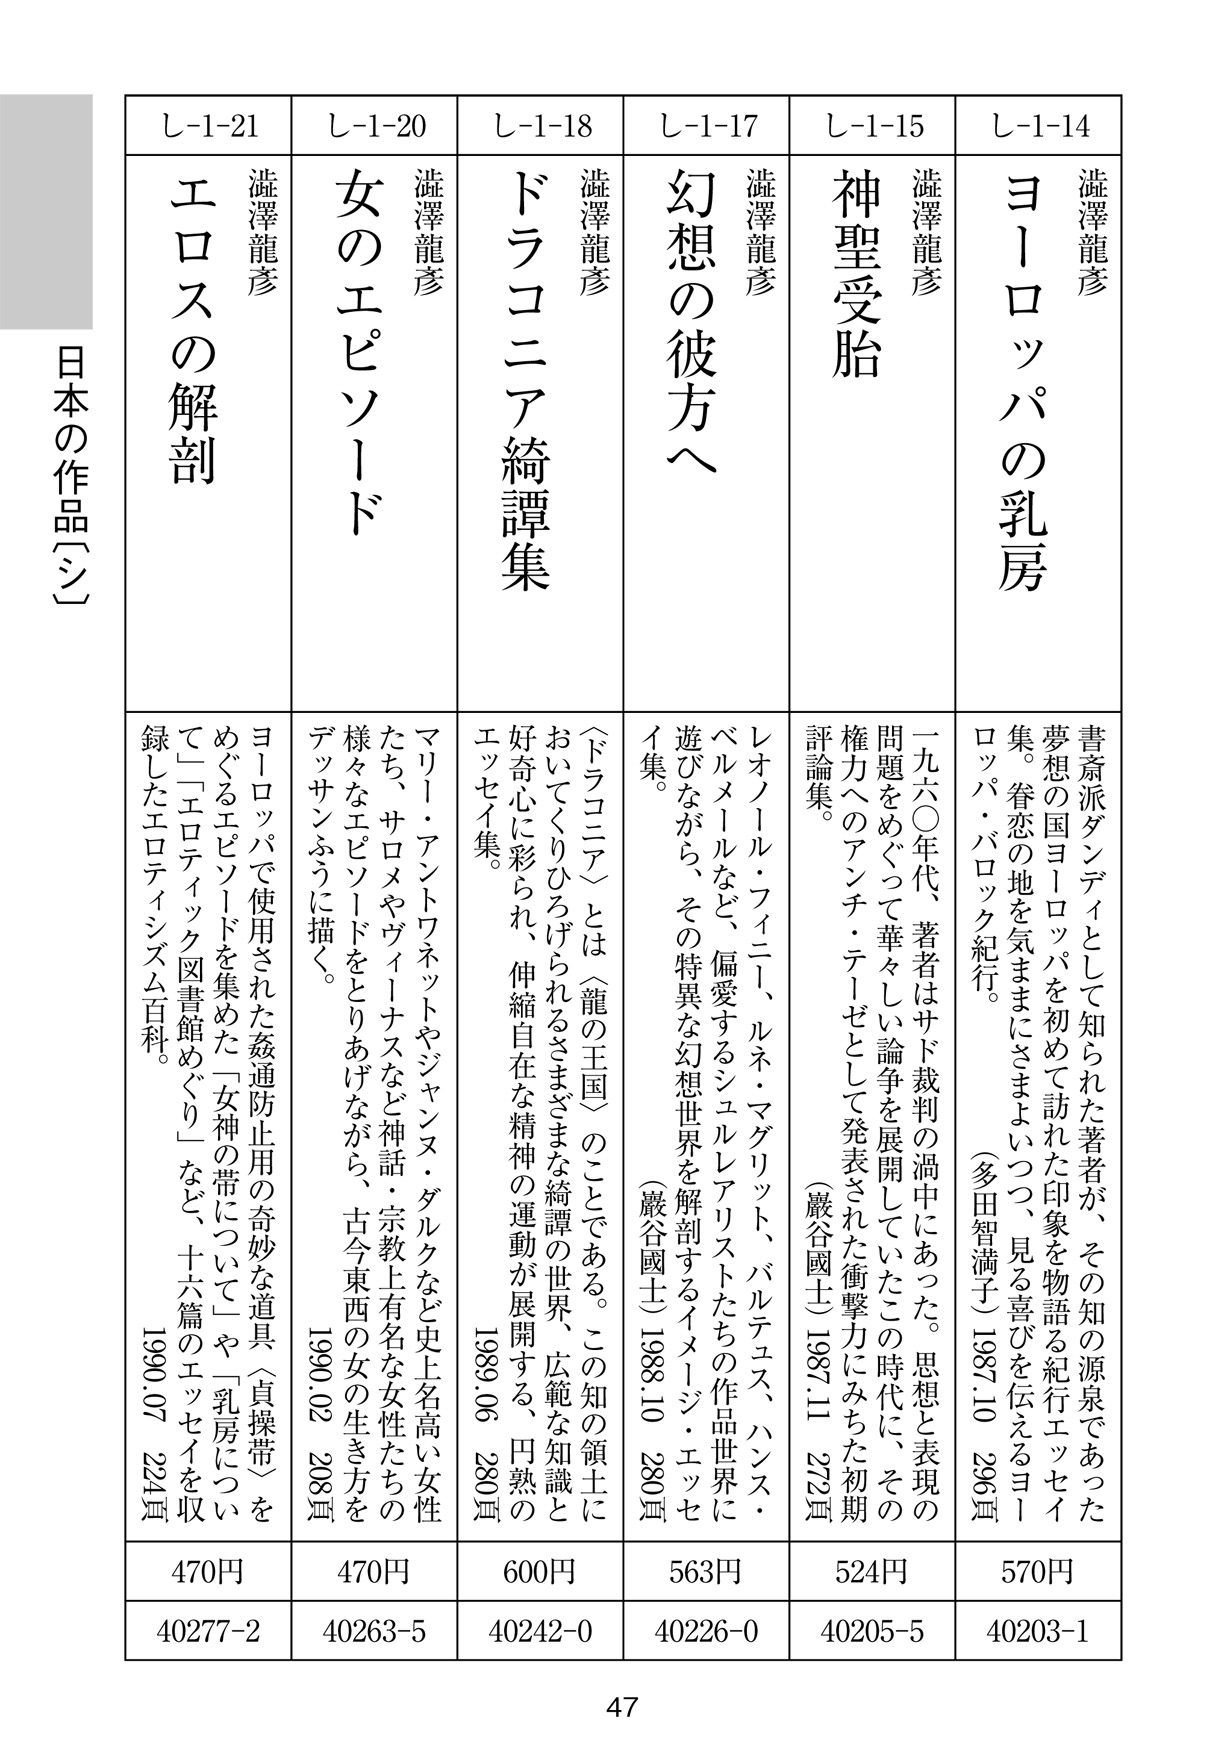 し-1-14
澁澤龍彦
ヨーロッパの乳房
書斎派ダンディとして知られた著者が、その知の源泉であった
夢想の国ヨーロッパを初めて訪れた印象を物語る紀行エッセイ
集。眷恋の地を気ままにさまよいつつ、見る喜びを伝えるヨー
ロッパ・バロック紀行。（多田智満子）1987.10 296頁
570円
40203-1
し-1-15
澁澤龍彦
神聖受胎
一九六〇年代、著者はサド裁判の渦中にあった。思想と表現の
問題をめぐって華々しい論争を展開していたこの時代に、その
権力へのアンチ・テーゼとして発表された衝撃力にみちた初期
評論集。（巖谷國士）1987.11 272頁
524円
40205-5
し-1-17
澁澤龍彦
幻想の彼方へ
レオノール・フィニー、ルネ・マグリット、バルテュス、ハンス・
ベルメールなど、偏愛するシュルレアリストたちの作品世界に
遊びながら、その特異な幻想世界を解剖するイメージ・エッセ
イ集。（巖谷國士）1988.10 280頁
563円
40226-0
し-1-18
澁澤龍彦
ドラコニア綺譚集
〈ドラコニア〉とは〈龍の王国〉のことである。この知の領土に
おいてくりひろげられるさまざまな綺譚の世界、広範な知識と
好奇心に彩られ、伸縮自在な精神の運動が展開する、円熟の
エッセイ集。1989.06 280頁
600円
40242-0
し-1-20
澁澤龍彦
女のエピソード
マリー・アントワネットやジャンヌ・ダルクなど史上名高い女性
たち、サロメやヴィーナスなど神話・宗教上有名な女性たちの
様々なエピソードをとりあげながら、古今東西の女の生き方を
デッサンふうに描く。1990.02 208頁
470円
40263-5
し-1-21
澁澤龍彦
エロスの解剖
ヨーロッパで使用された姦通防止用の奇妙な道具〈貞操帯〉を
めぐるエピソードを集めた「女神の帯について」や「乳房につい
て」「エロティック図書館めぐり」など、十六篇のエッセイを収
録したエロティシズム百科。1990.07 224頁
470円
40277-2
日本の作品〔シ〕
47